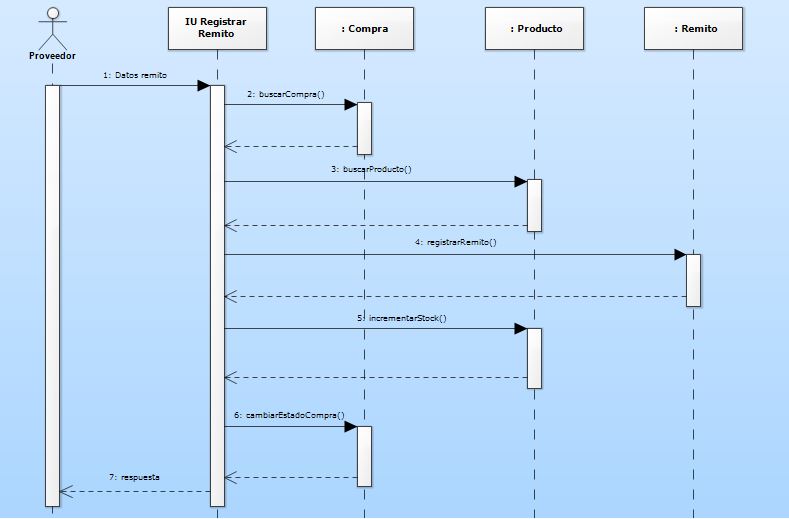 IU Registrar
Remito
: Compra
: Producto
: Remito
Proveedor
1: Datos remito
2: buscarCompra()
3: buscarProducto()
4: registrarRemito()
5: incrementarStock()
6: cambiarEstadoCompra()
7: respuesta